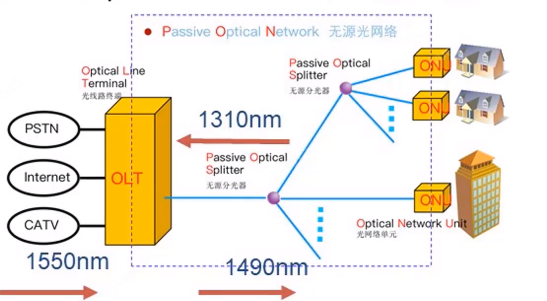 Passive Optical Network 无源光网络
Optical Line
Terminal
光线路终端
Passive Optical
Splitter
无源分光器
ONU
ONU
PSTN
1310nm
Internet
OLT
Passive Optical
Splitter
无源分光器
ONU
CATV
Optical Network Unit
光网络单元
1550nm
1490nm